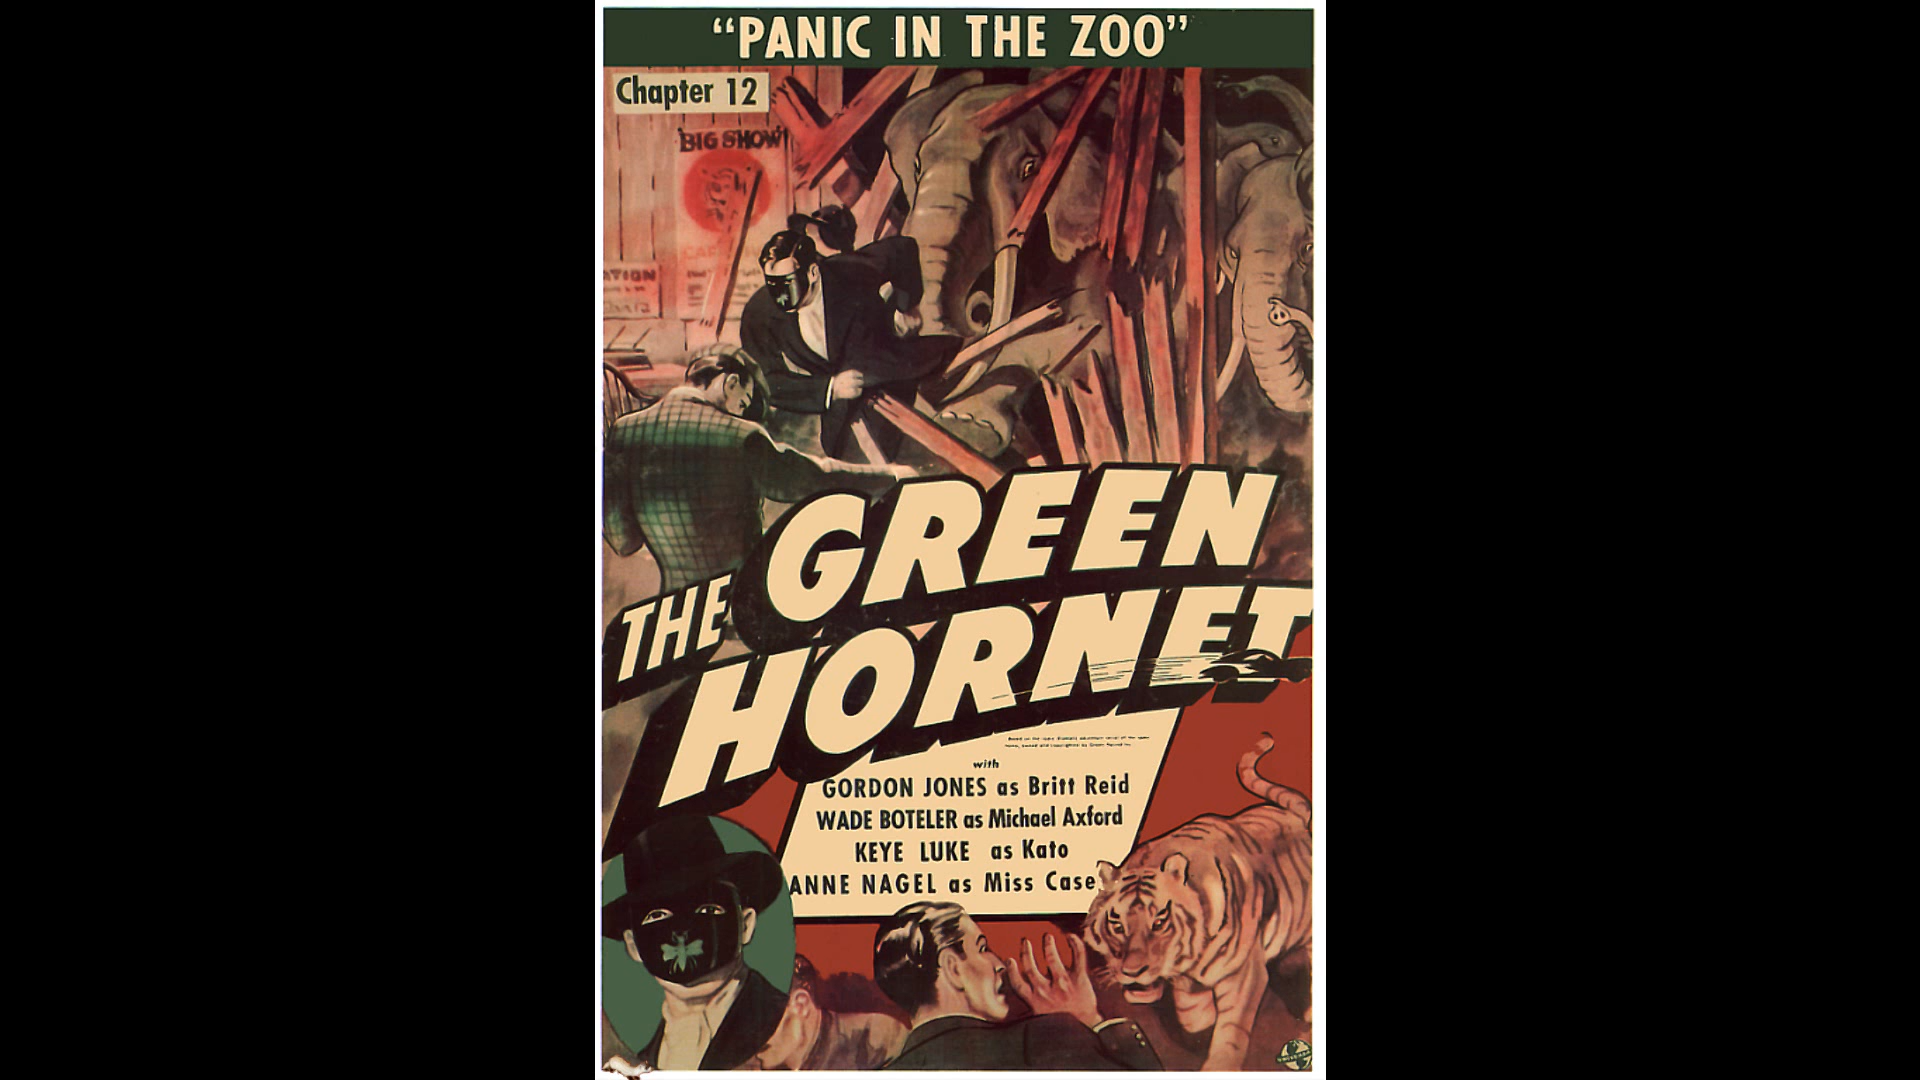 “PANIC IN THE ZOO”
Chapter 12
BIG SHOW
THE GREEN
HORNET
with
GORDON JONES as Britt Reid
WADE BOTELER as Michael Axford
KEYE LUKE as Kato
ANNE NAGEL as Miss Case